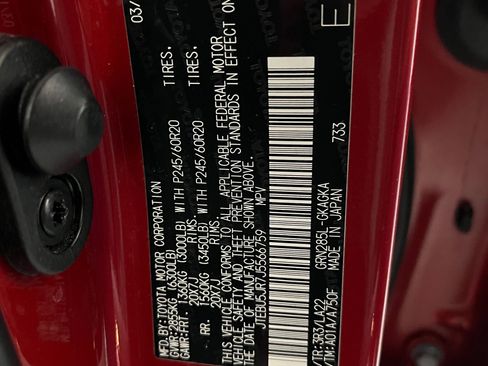 MFD.BY:TOYOTA MOTOR CORPORATION 03/
GVWR:2855KG (6300LB)
GAWR:FRT. 1360KG (3000LB) WITH P245/60R20 TIRES.
20X7J RIMS.
RR. 1560KG (3450LB) WITH P245/60R20 TIRES.
20X7J RIMS.
THIS VEHICLE CONFORMS TO ALL APPLICABLE FEDERAL MOTOR
VEHICLE SAFETY AND THEFT PREVENTION STANDARDS IN EFFECT ON
THE DATE OF MANUFACTURE SHOWN ABOVE.
JTEBU5JR7J5566759 MPV
E
/TR:3R3/LA22 GRN285L-GKAGKA
/TM:A01A/A750F MADE IN JAPAN
733